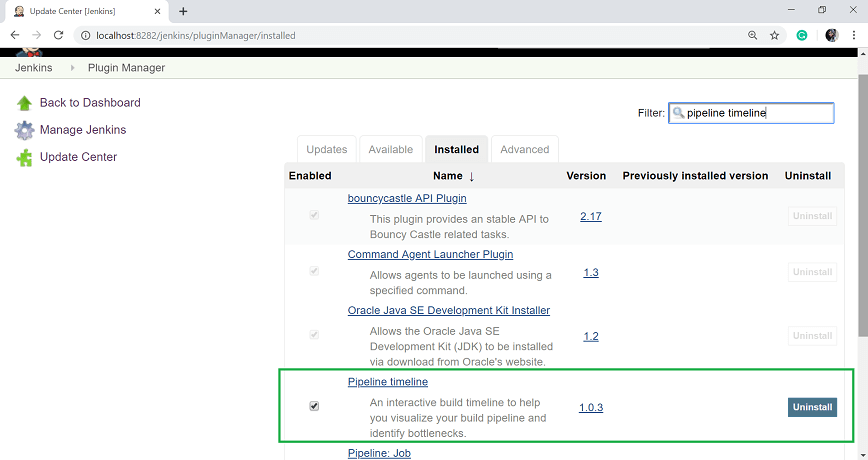 Update Center [Jenkins]
localhost:8282/jenkins/pluginManager/installed
Jenkins Plugin Manager
Back to Dashboard
Manage Jenkins
Update Center
Filter: pipeline timeline
Updates Available Installed Advanced
Enabled Name ↓ Version Previously installed version Uninstall
bouncycastle API Plugin
This plugin provides an stable API to
Bouncy Castle related tasks.
2.17 Uninstall
Command Agent Launcher Plugin
Allows agents to be launched using a
specified command.
1.3 Uninstall
Oracle Java SE Development Kit Installer
Allows the Oracle Java SE
Development Kit (JDK) to be installed
via download from Oracle's website.
1.2 Uninstall
Pipeline timeline
An interactive build timeline to help
you visualize your build pipeline and
identify bottlenecks.
1.0.3 Uninstall
Pipeline: Job